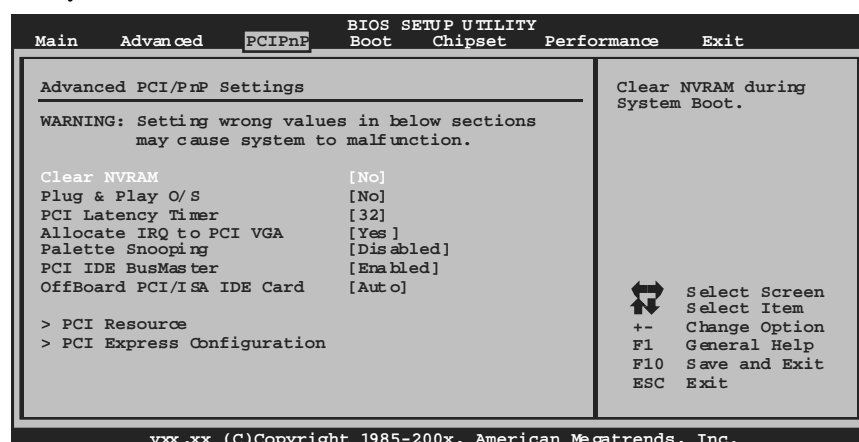 BIOS SETUP UTILITY
Main Advanced PCIPnP Boot Chipset Performance Exit
Advanced PCI/PnP Settings
WARNING: Setting wrong values in below sections
may cause system to malfunction.
Clear NVRAM [No]
Plug & Play O/S [No]
PCI Latency Timer [32]
Allocate IRQ to PCI VGA [Yes]
Palette Snooping [Disabled]
PCI IDE BusMaster [Enabled]
OffBoard PCI/ISA IDE Card [Auto]
> PCI Resource
> PCI Express Configuration
Clear NVRAM during
System Boot.
Select Screen
Select Item
+- Change Option
F1 General Help
F10 Save and Exit
ESC Exit
vxx.xx (C)Copyright 1985-200x, American Megatrends, Inc.